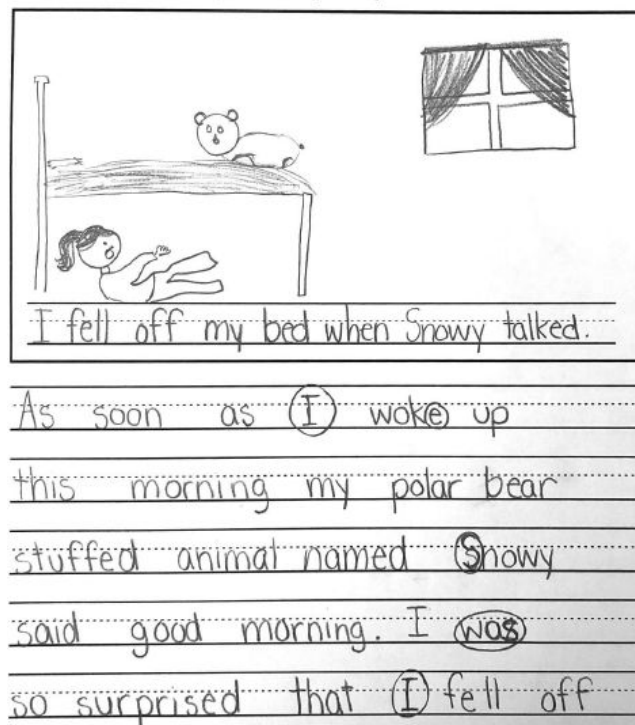 I fell off my bed when Snowy talked.
As soon as I woke up
this morning my polar bear
stuffed animal named Snowy
said good morning. I was
so surprised that I fell off